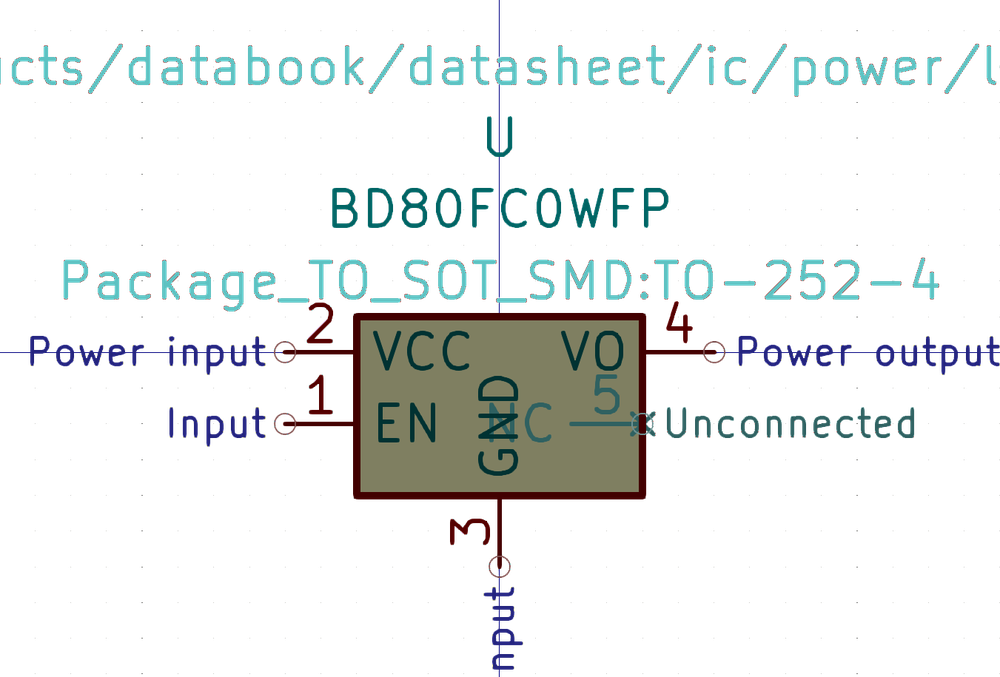 cts/databook/datasheet/ic/power/l
U
BD80FC0WFP
Package_TO_SOT_SMD:TO-252-4
Power input 2 VCC VO 4 Power output
Input 1 EN NC 5 Unconnected
GND
3
nput